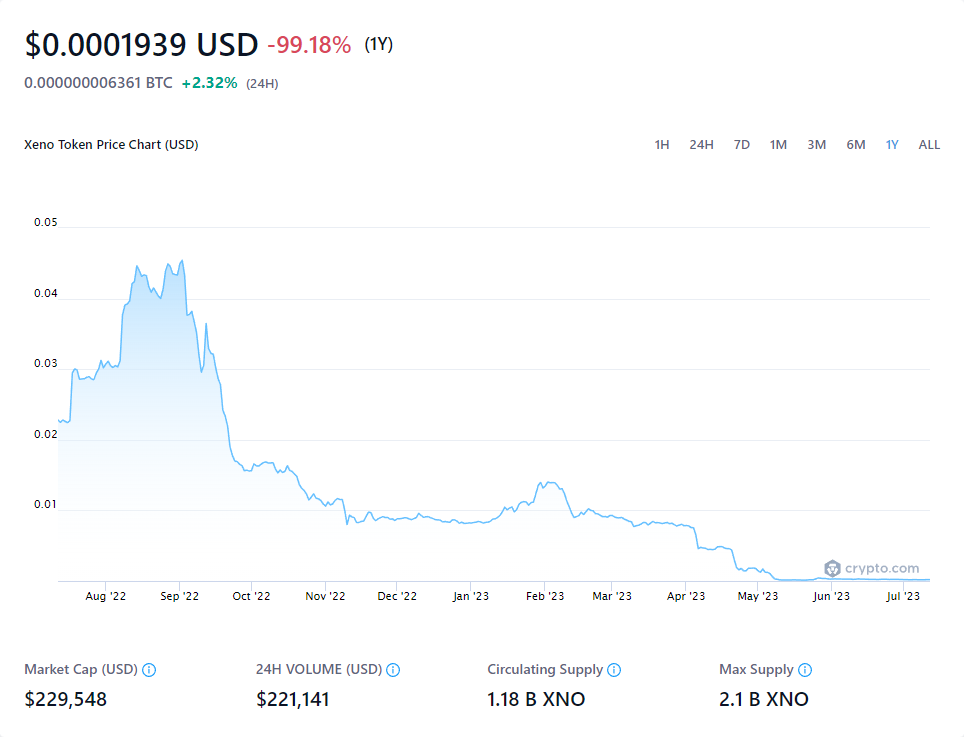 $0.0001939 USD -99.18% (1Y)
0.000000006361 BTC +2.32% (24H)
Xeno Token Price Chart (USD) 1H 24H 7D 1M 3M 6M 1Y ALL
0.05
0.04
0.03
0.02
0.01
crypto.com
Aug '22 Sep '22 Oct '22 Nov '22 Dec '22 Jan '23 Feb '23 Mar '23 Apr '23 May '23 Jun '23 Jul '23
Market Cap (USD) 24H VOLUME (USD) Circulating Supply Max Supply
$229,548 $221,141 1.18 B XNO 2.1 B XNO